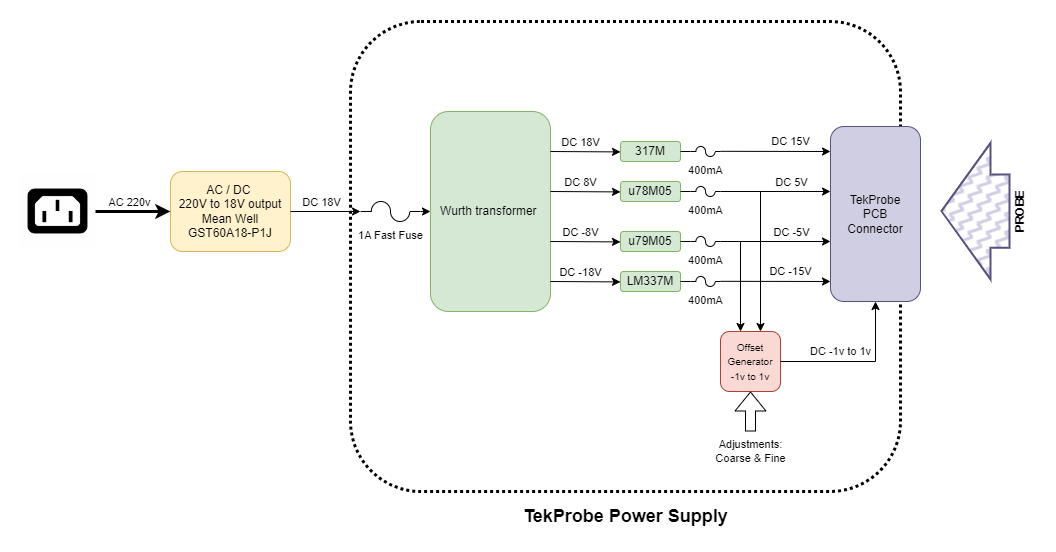 AC 220v
AC / DC
220V to 18V output
Mean Well
GST60A18-P1J
DC 18V
1A Fast Fuse
Wurth transformer
DC 18V
317M
400mA
DC 15V
DC 8V
u78M05
400mA
DC 5V
DC -8V
u79M05
400mA
DC -5V
DC -18V
LM337M
400mA
DC -15V
TekProbe
PCB
Connector
PROBE
Offset
Generator
-1v to 1v
DC -1v to 1v
Adjustments:
Coarse & Fine
TekProbe Power Supply